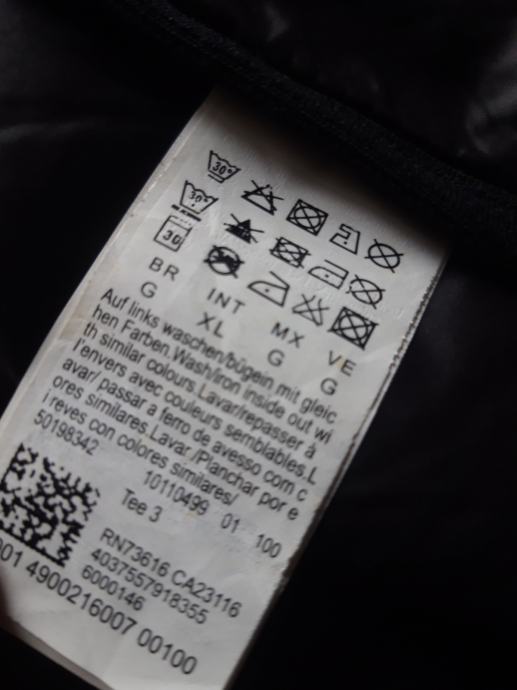 30°
30°
30
BR INT MX VE
G XL G G
Auf links waschen/bügeln mit gleic
hen Farben.Wash/iron inside out wi
th similar colours.Lavar/repasser à
l'envers avec couleurs semblables.L
avar/ passar a ferro de avesso com c
ores similares.Lavar /Planchar por e
l reves con colores similares/
50198342
10110499 01 100
Tee 3
RN73616 CA23116
4037557918355
6000146
001 4900216007 00100